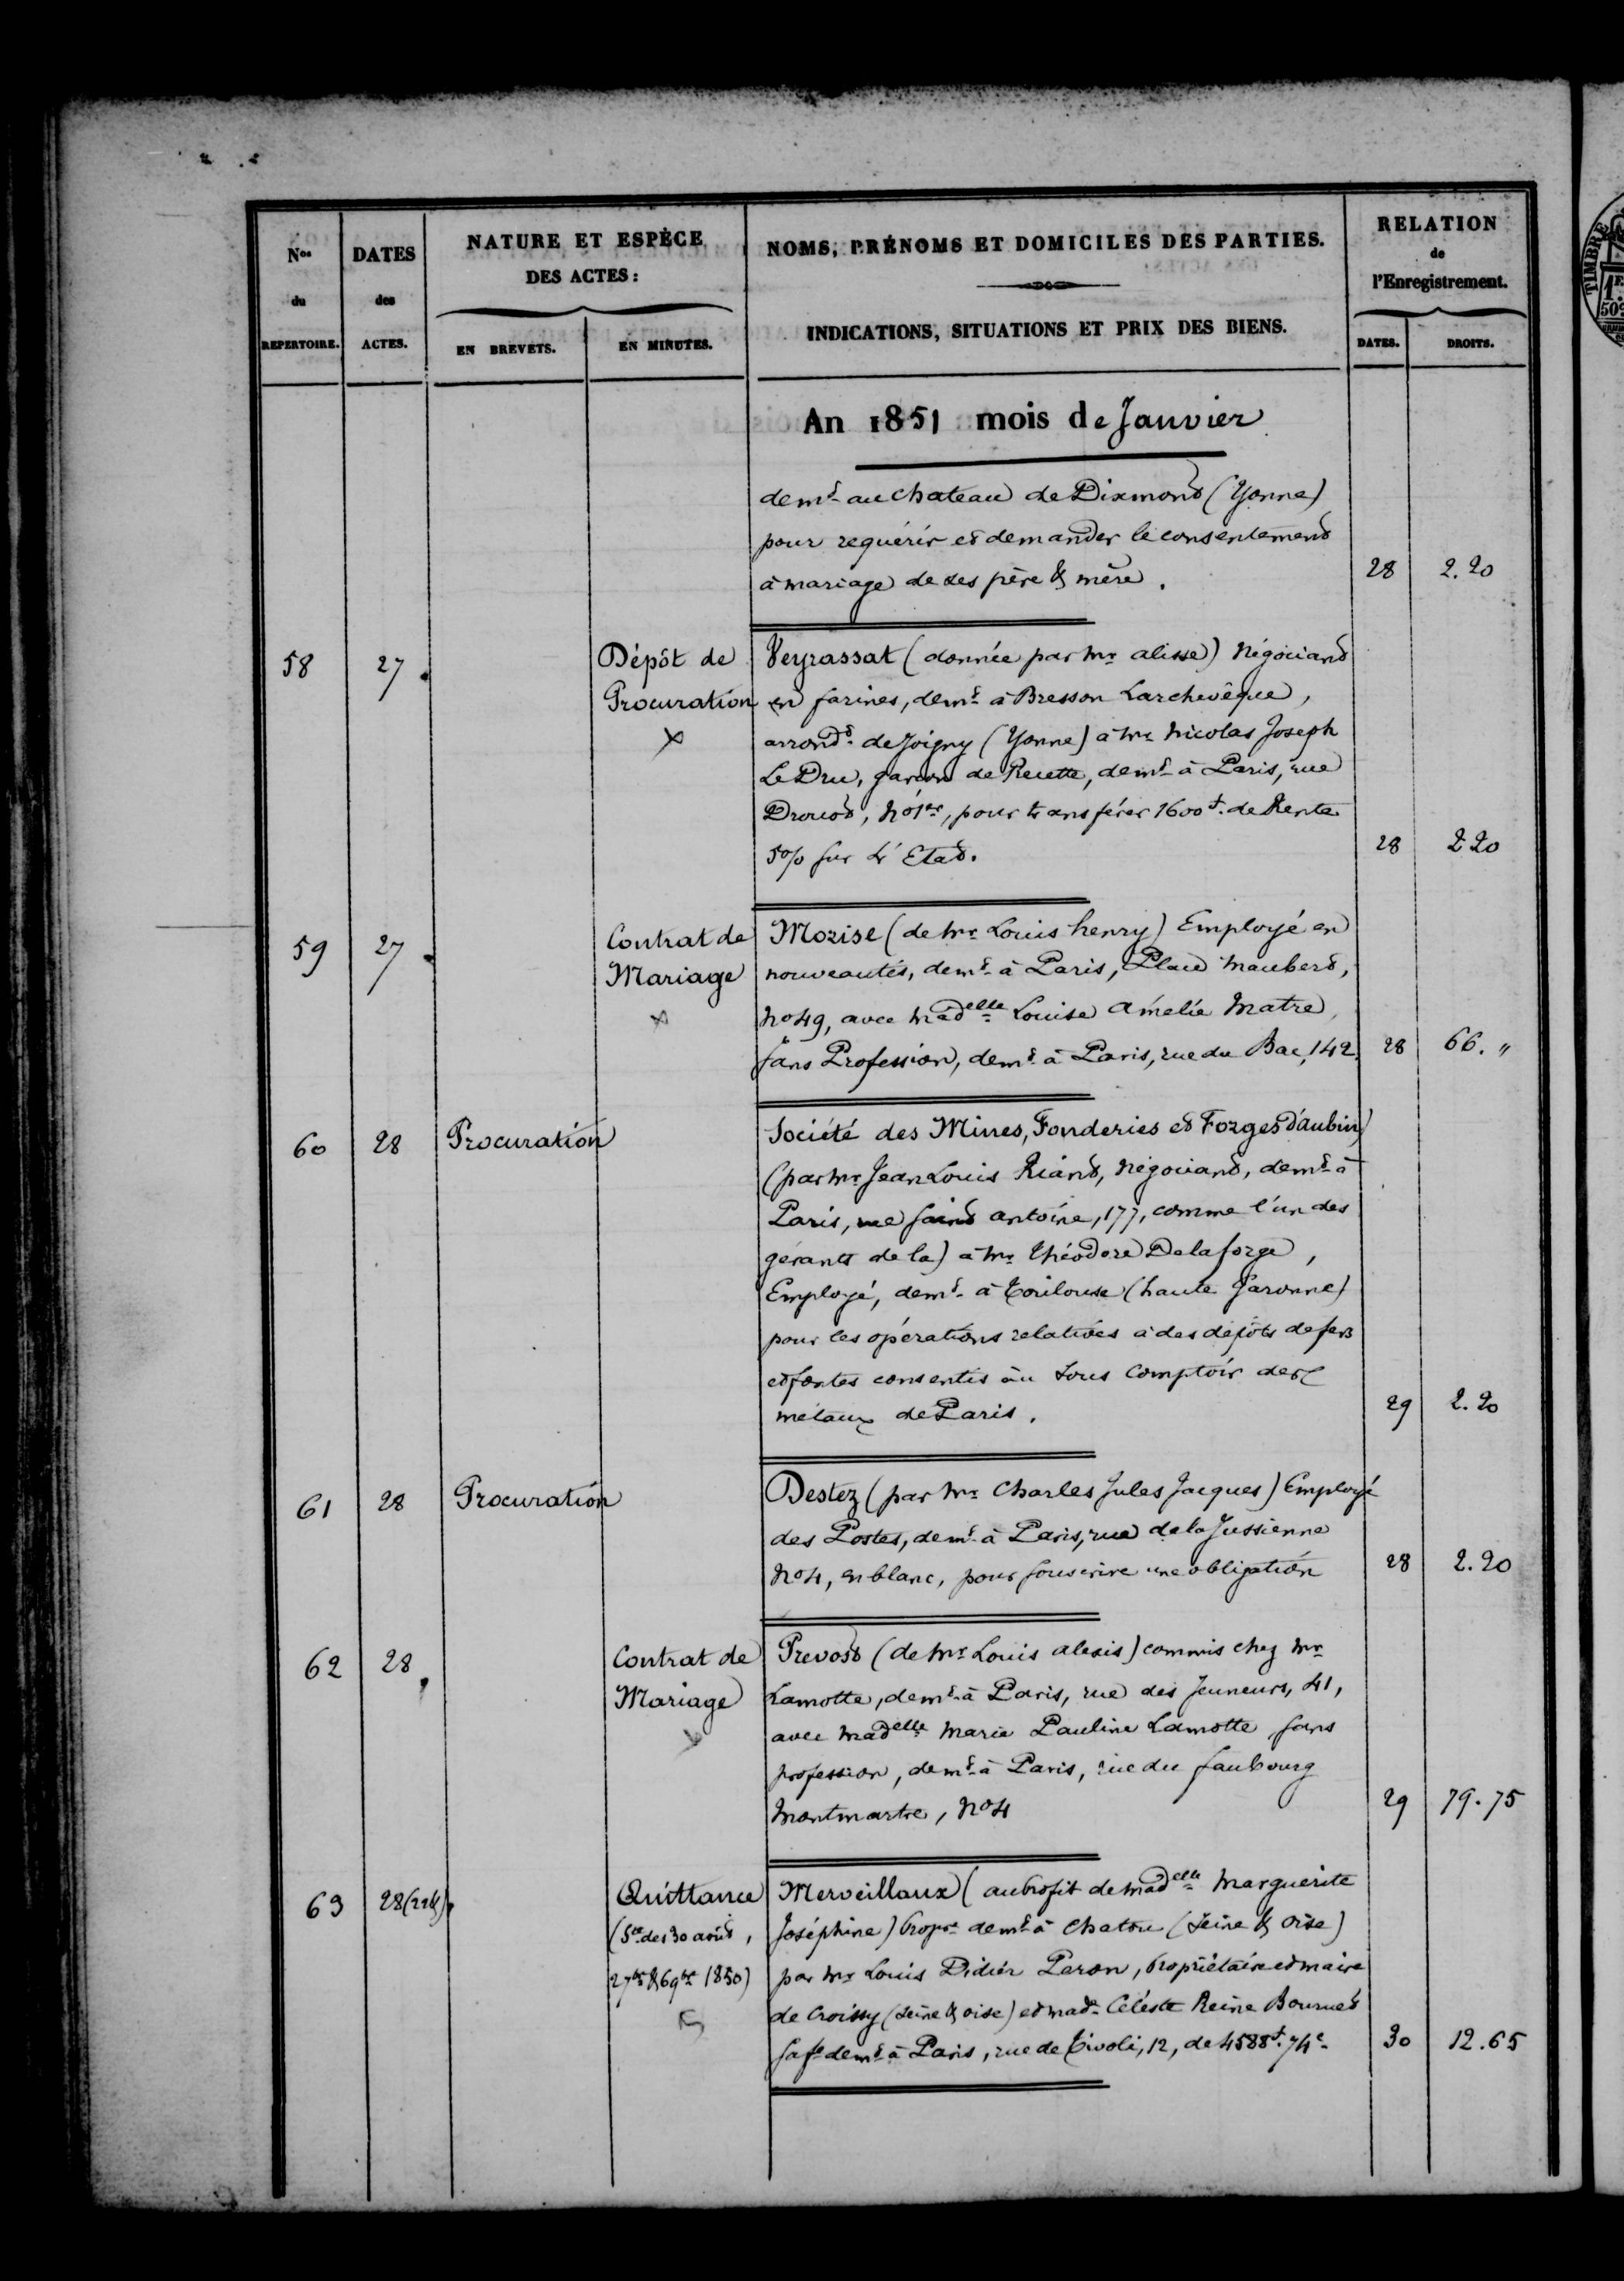 Nos du REPERTOIRE.
DATES des ACTES.
NATURE ET ESPÈCE DES ACTES:
EN BREVETS.
EN MINUTES.
NOMS, PRÉNOMS ET DOMICILES DES PARTIES.
INDICATIONS, SITUATIONS ET PRIX DES BIENS.
RELATION de l'Enregistrement.
DATES.
DROITS.
An 1851 mois de Janvier
demt au chateau de Dixmont (Yonne)
pour requérir et demander le consentement
à mariage de ses père & mère. 28 2.20
58 27. Dépôt de Veyrassat (donnée par Mr alisse) Négociant
Procuration en farines, demt à Bresson Larchevêque,
arrondt de Joigny (Yonne) à Mr Nicolas Joseph
Le Dru, garçon de Recette, demt à Paris, rue
Drouot, No 1er, pour transférer 1600f. de Rente
5% sur L'Etat. 28 2 20
59 27. Contrat de Mozise (de Mr Louis henry) Employé en
Mariage nouveautés, demt à Paris, Place Maubert,
No 49, avec Madelle Louise Amélie Matre,
sans Profession, demt à Paris, rue du Bac, 142. 28 66. "
60 28 Procuration Société des Mines, Fonderies et Forges d'aubin
(par Mr Jean Louis Riant, Négociant, demt à
Paris, rue saint antoine, 177, comme l'un des
gérants de la) à Mr Théodore Delaforge,
Employé, demt à Toulouse (haute Garonne)
pour les opérations relatives à des dépôts de fers
et fontes consentis au Sous Comptoir des
métaux de Paris. 29 2.20
61 28 Procuration Destez (par Mr Charles Jules Jacques) Employé
des Postes, demt à Paris, rue de la Jussienne
No 4, en blanc, pour souscrire une obligation 28 2.20
62 28. Contrat de Prevost (de Mr Louis alexis) commis chez Mr
Mariage Lamotte, demt à Paris, rue des Jeuneurs, 41,
avec Madelle Marie Pauline Lamotte, sans
profession, demt à Paris, rue du faubourg
Montmartre, No 4 29 79.75
63 28 Quittance Merveillaux (au profit de Madelle Marguerite
(Ste des 30 août, Joséphine) Propre demt à Chatou (Seine & Oise)
27bre & 69bre 1850) par Mr Louis Didier Peron, propriétaire et maire
de Croissy (Seine & oise) et made Céleste Reine Bournet
sa fe demt à Paris, rue de Tivoli, 12, de 4588f. 74c. 30 12.65
TIMBRE
50